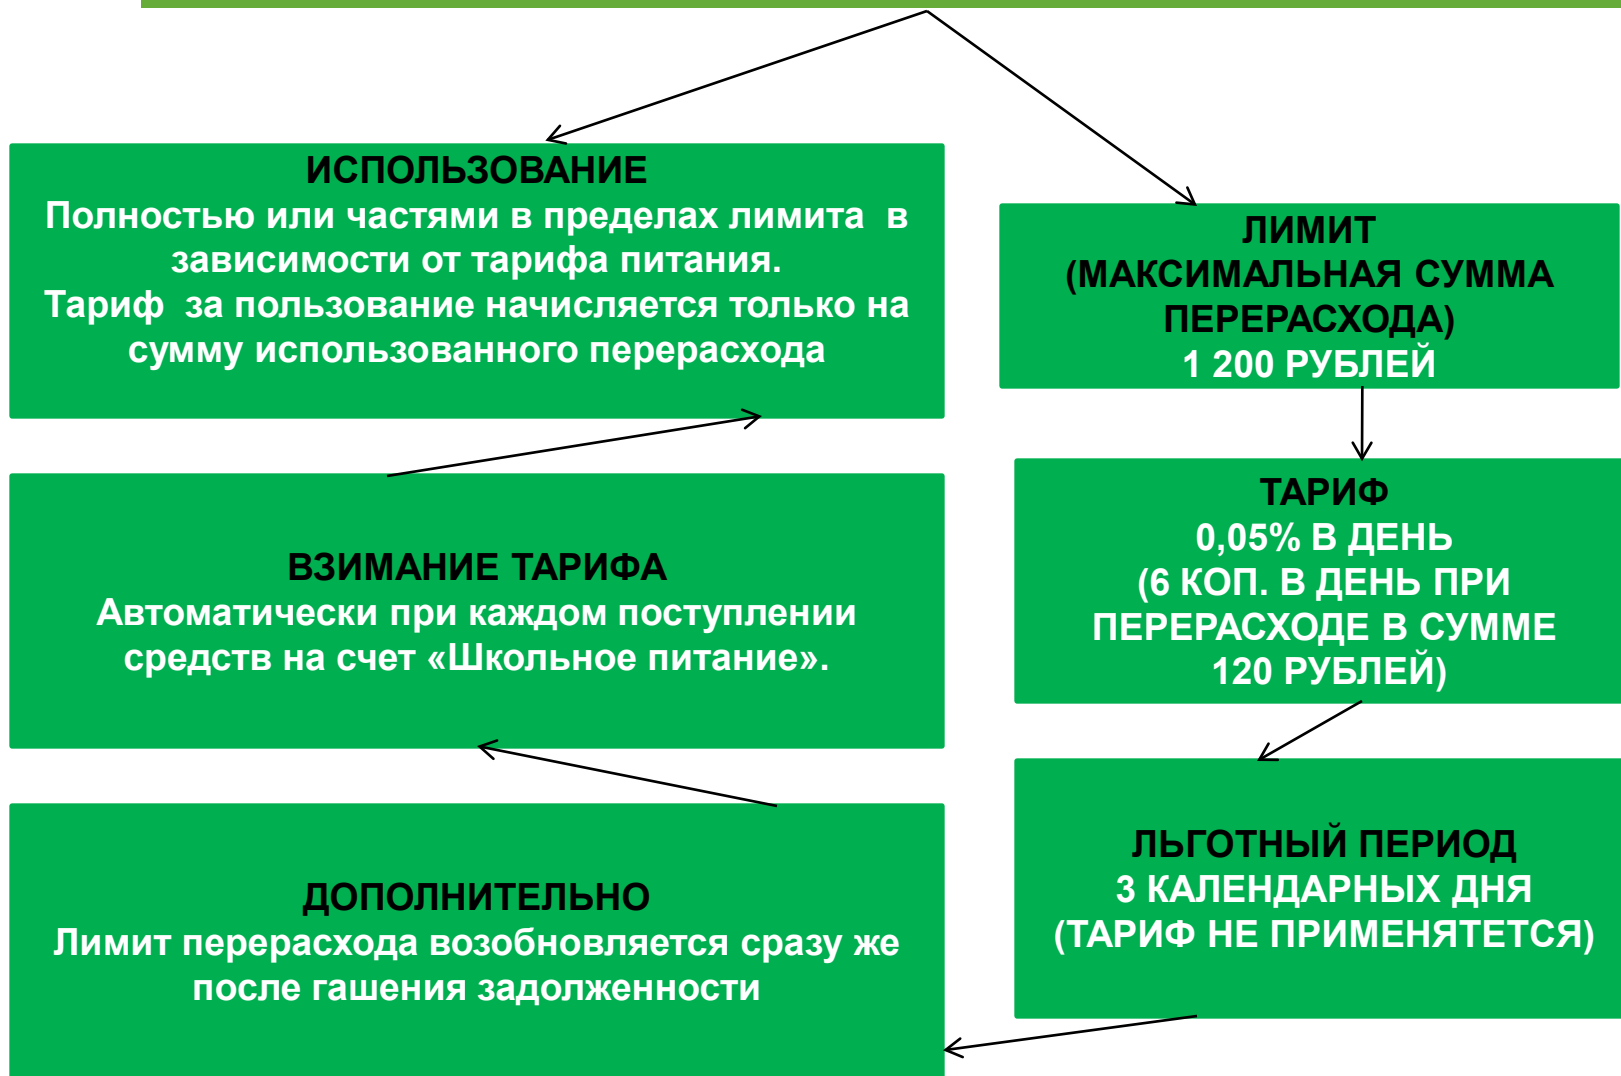 ИСПОЛЬЗОВАНИЕ
Полностью или частями в пределах лимита  в
зависимости от тарифа питания.
Тариф  за пользование начисляется только на
сумму использованного перерасхода
ЛИМИТ
(МАКСИМАЛЬНАЯ СУММА
ПЕРЕРАСХОДА)
1 200 РУБЛЕЙ
ВЗИМАНИЕ ТАРИФА
Автоматически при каждом поступлении
средств на счет «Школьное питание».
ТАРИФ
0,05% В ДЕНЬ
(6 КОП. В ДЕНЬ ПРИ
ПЕРЕРАСХОДЕ В СУММЕ
120 РУБЛЕЙ)
ДОПОЛНИТЕЛЬНО
Лимит перерасхода возобновляется сразу же
после гашения задолженности
ЛЬГОТНЫЙ ПЕРИОД
3 КАЛЕНДАРНЫХ ДНЯ
(ТАРИФ НЕ ПРИМЕНЯТЕТСЯ)